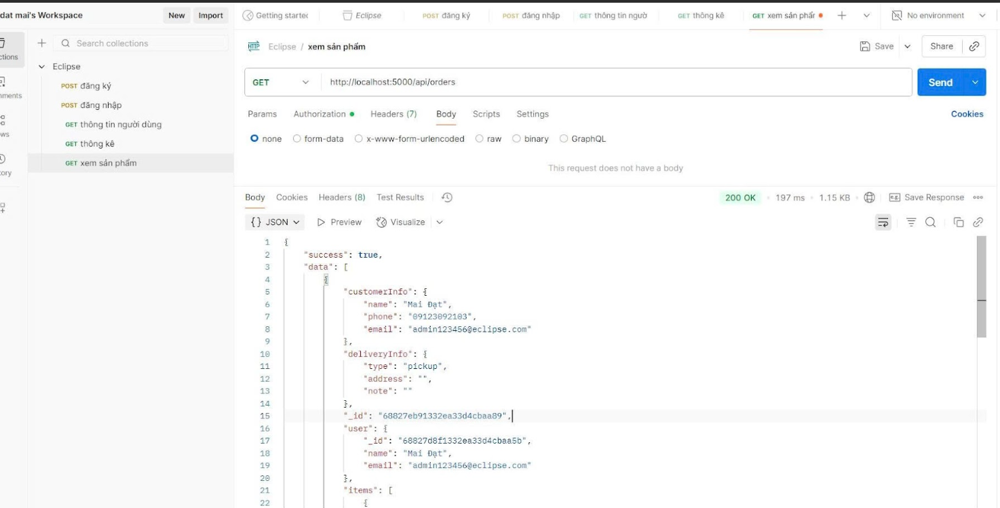 dat mai's Workspace New Import Getting started Eclipse POST đăng ký POST đăng nhập GET thông tin ngườ GET thống kê GET xem sản phẩm No environment
Search collections
Eclipse / xem sản phẩm Save Share
ctions
Eclipse
GET http://localhost:5000/api/orders Send
POST đăng ký
nments
POST đăng nhập
Params Authorization Headers (7) Body Scripts Settings Cookies
GET thông tin người dùng
ws
none form-data x-www-form-urlencoded raw binary GraphQL
GET thống kê
GET xem sản phẩm
This request does not have a body
tory
Body Cookies Headers (8) Test Results 200 OK 197 ms 1.15 KB e.g. Save Response
{} JSON Preview Visualize
1 {
2 "success": true,
3 "data": [
4 {
5 "customerInfo": {
6 "name": "Mai Đạt",
7 "phone": "09123092103",
8 "email": "admin123456@eclipse.com"
9 },
10 "deliveryInfo": {
11 "type": "pickup",
12 "address": "",
13 "note": ""
14 },
15 "_id": "68827eb91332ea33d4cbaa89",
16 "user": {
17 "_id": "68827d8f1332ea33d4cbaa5b",
18 "name": "Mai Đạt",
19 "email": "admin123456@eclipse.com"
20 },
21 "items": [
22 {